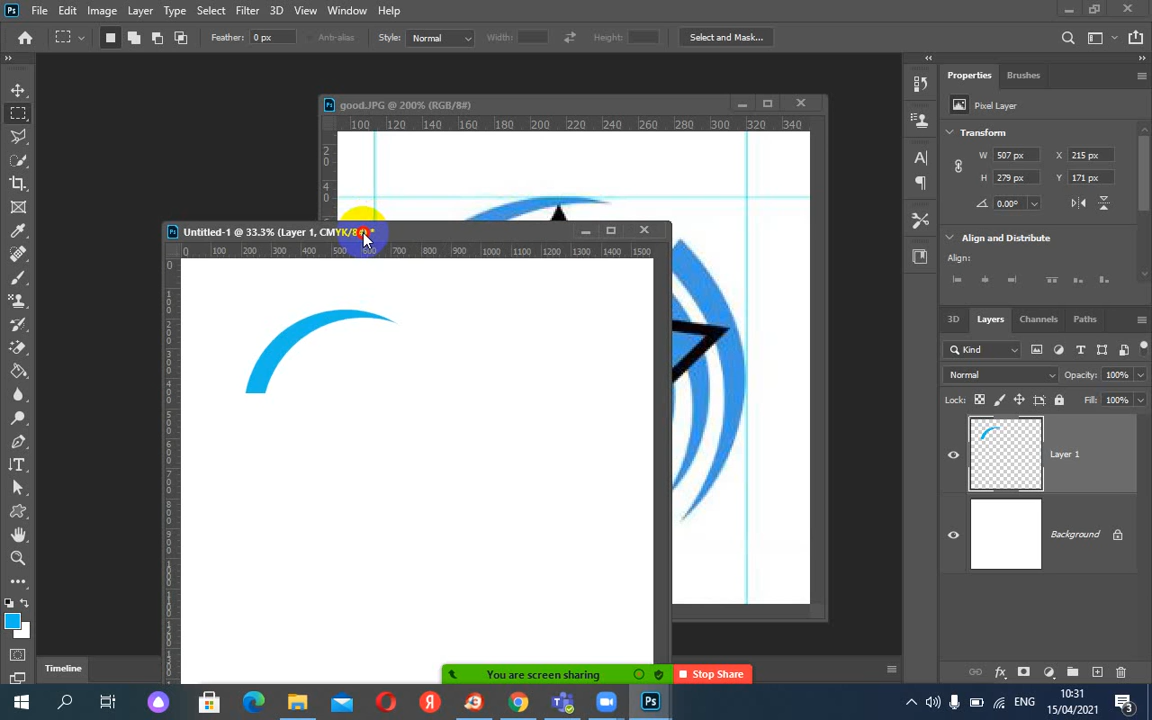 Ps File Edit Image Layer Type Select Filter 3D View Window Help
Feather: 0 px Anti-alias Style: Normal Width: Height: Select and Mask...
Properties Brushes
Ps good.JPG @ 200% (RGB/8#)
Pixel Layer
100 120 140 160 180 200 220 240 260 280 300 320 340
Transform
W 507 px X 215 px
H 279 px Y 171 px
0.00°
Ps Untitled-1 @ 33.3% (Layer 1, CMYK/8#) *
Align and Distribute
0 100 200 300 400 500 600 700 800 900 1000 1100 1200 1300 1400 1500
Align:
3D Layers Channels Paths
Kind
Normal Opacity: 100%
Lock: Fill: 100%
Layer 1
Background
Timeline
You are screen sharing Stop Share
ENG 10:31
15/04/2021 3